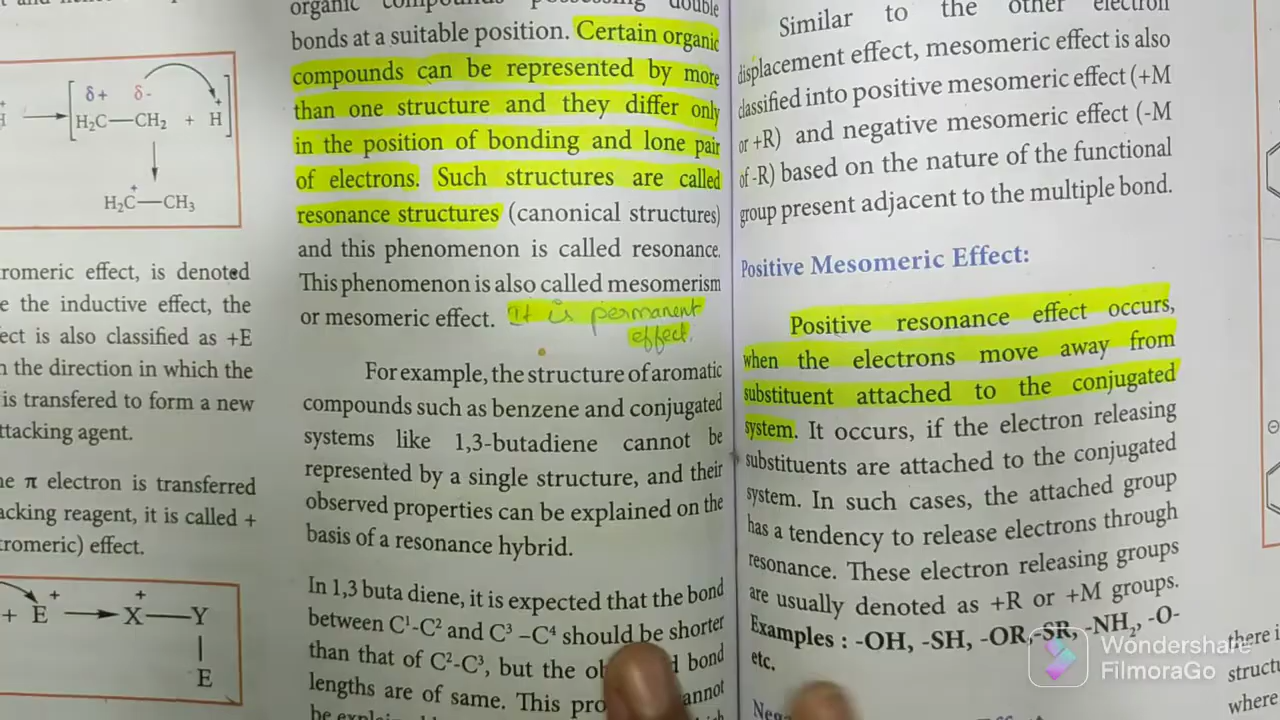 δ+ δ-
H₂C—CH₂ + H⁺
H₂C⁺—CH₃
romeric effect, is denoted
e the inductive effect, the
ect is also classified as +E
n the direction in which the
is transfered to form a new
ttacking agent.
ne π electron is transferred
acking reagent, it is called +
romeric) effect.
+ E⁺ → X⁺—Y
E
organic compounds possessing double
bonds at a suitable position. Certain organic
compounds can be represented by more
than one structure and they differ only
in the position of bonding and lone pair
of electrons. Such structures are called
resonance structures (canonical structures)
and this phenomenon is called resonance.
This phenomenon is also called mesomerism
or mesomeric effect. It is permanent
effect.
For example, the structure of aromatic
compounds such as benzene and conjugated
systems like 1,3-butadiene cannot be
represented by a single structure, and their
observed properties can be explained on the
basis of a resonance hybrid.
In 1,3 buta diene, it is expected that the bond
between C¹-C² and C³ –C⁴ should be shorter
than that of C²-C³, but the ob d bond
lengths are of same. This pro annot
Similar to the other electron
displacement effect, mesomeric effect is also
classified into positive mesomeric effect (+M
or +R) and negative mesomeric effect (-M
of -R) based on the nature of the functional
group present adjacent to the multiple bond.
Positive Mesomeric Effect:
Positive resonance effect occurs,
when the electrons move away from
substituent attached to the conjugated
system. It occurs, if the electron releasing
substituents are attached to the conjugated
system. In such cases, the attached group
has a tendency to release electrons through
resonance. These electron releasing groups
are usually denoted as +R or +M groups.
Examples : -OH, -SH, -OR,-SR, -NH₂, -O-
etc.
Wondershare
FilmoraGo
there i
struct
where